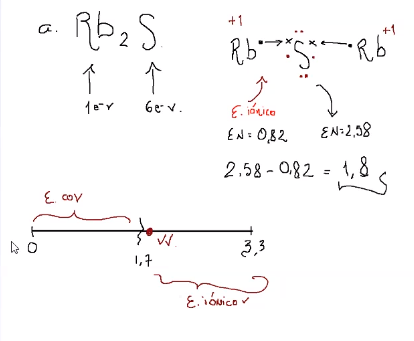 a. Rb₂ S
1e-v 6e-v.
+1 +1
Rb S Rb
E. iónico
EN = 0,82 EN = 2,58
2,58 - 0,82 = 1,8
E. cov
0 1,7 3,3
E. iónico